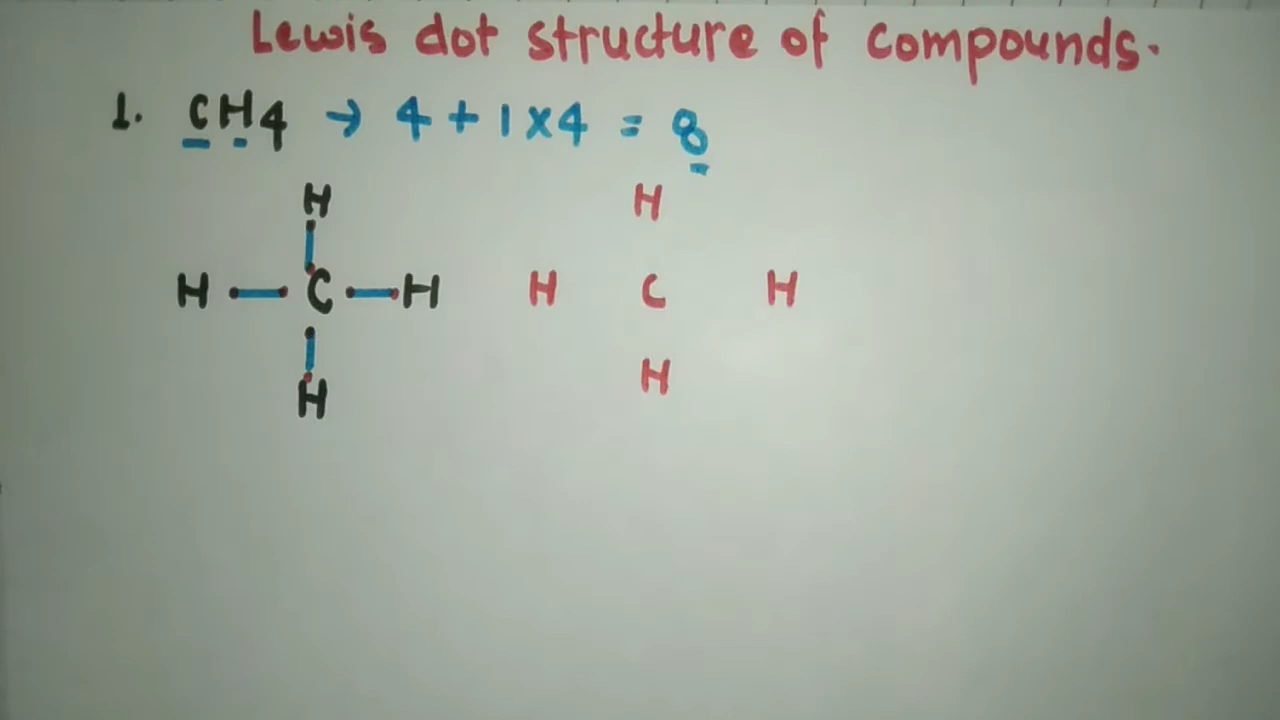 Lewis dot structure of compounds.
1. CH4 → 4 + 1 x 4 = 8
H H
H — C — H H C H
H H